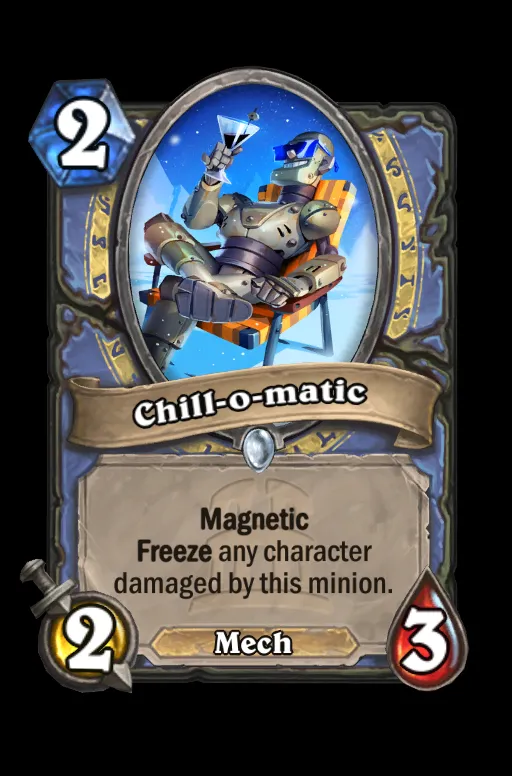 2
Chill-o-matic
Magnetic
Freeze any character
damaged by this minion.
2
Mech
3